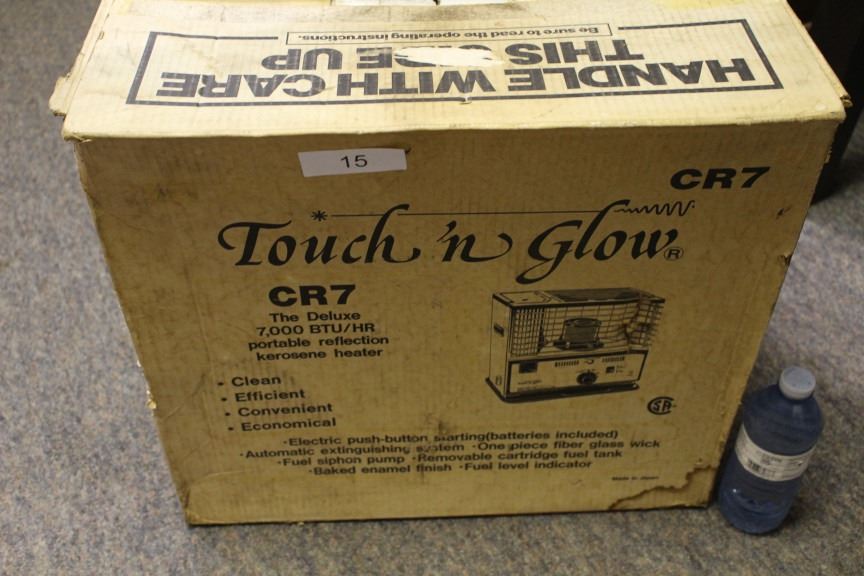 Be sure to read the operating instructions.
HANDLE WITH CARE
THIS SIDE UP
15
CR7
Touch 'n Glow®
CR7
The Deluxe
7,000 BTU/HR
portable reflection
kerosene heater
• Clean
• Efficient
• Convenient
• Economical
•Electric push-button starting(batteries included)
•Automatic extinguishing system •One piece fiber glass wick
•Fuel siphon pump •Removable cartridge fuel tank
•Baked enamel finish •Fuel level indicator
SA
Made in Japan